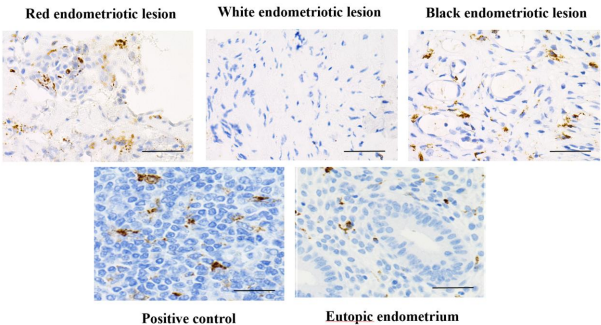 Red endometriotic lesion
White endometriotic lesion
Black endometriotic lesion
Positive control
Eutopic endometrium